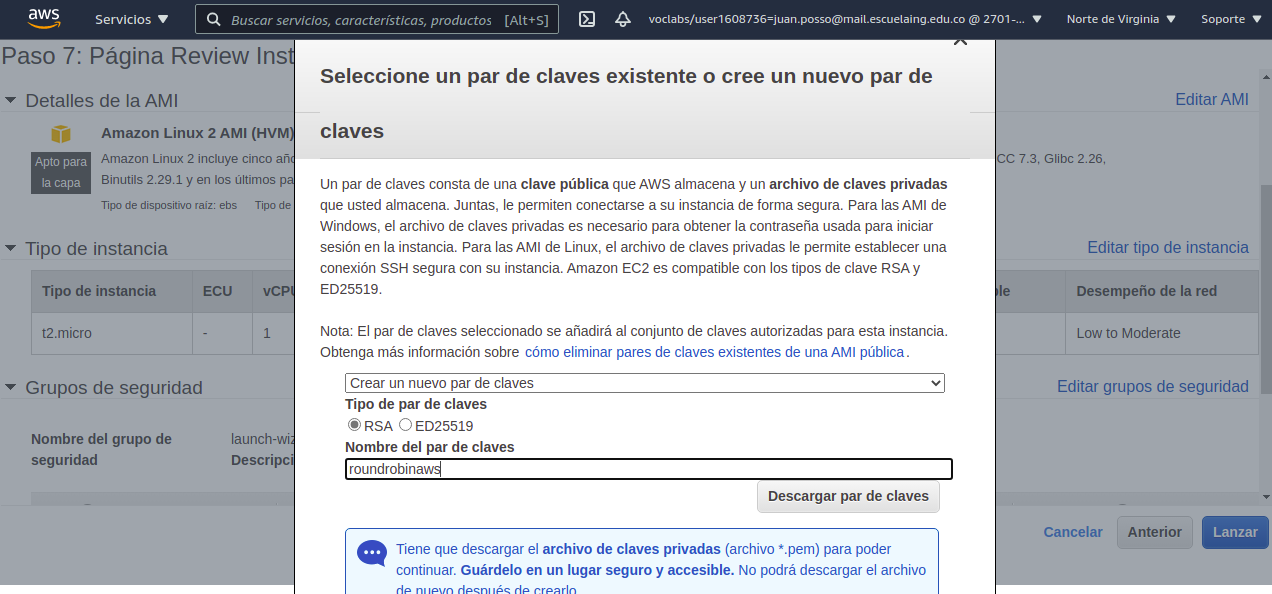 aws
Servicios
Buscar servicios, características, productos [Alt+S]
voclabs/user1608736=juan.posso@mail.escuelaing.edu.co @ 2701-...
Norte de Virginia
Soporte
Paso 7: Página Review Inst
Detalles de la AMI
Editar AMI
Amazon Linux 2 AMI (HVM)
Apto para
la capa
Amazon Linux 2 incluye cinco año
CC 7.3, Glibc 2.26,
Binutils 2.29.1 y en los últimos pa
Tipo de dispositivo raíz: ebs Tipo de
Tipo de instancia
Editar tipo de instancia
Tipo de instancia ECU vCPU
ble Desempeño de la red
t2.micro - 1
Low to Moderate
Grupos de seguridad
Editar grupos de seguridad
Nombre del grupo de
seguridad
launch-wiz
Descripci
Seleccione un par de claves existente o cree un nuevo par de
claves
Un par de claves consta de una clave pública que AWS almacena y un archivo de claves privadas
que usted almacena. Juntas, le permiten conectarse a su instancia de forma segura. Para las AMI de
Windows, el archivo de claves privadas es necesario para obtener la contraseña usada para iniciar
sesión en la instancia. Para las AMI de Linux, el archivo de claves privadas le permite establecer una
conexión SSH segura con su instancia. Amazon EC2 es compatible con los tipos de clave RSA y
ED25519.
Nota: El par de claves seleccionado se añadirá al conjunto de claves autorizadas para esta instancia.
Obtenga más información sobre cómo eliminar pares de claves existentes de una AMI pública.
Crear un nuevo par de claves
Tipo de par de claves
RSA ED25519
Nombre del par de claves
roundrobinaws
Descargar par de claves
Tiene que descargar el archivo de claves privadas (archivo *.pem) para poder
continuar. Guárdelo en un lugar seguro y accesible. No podrá descargar el archivo
de nuevo después de crearlo.
Cancelar
Anterior
Lanzar